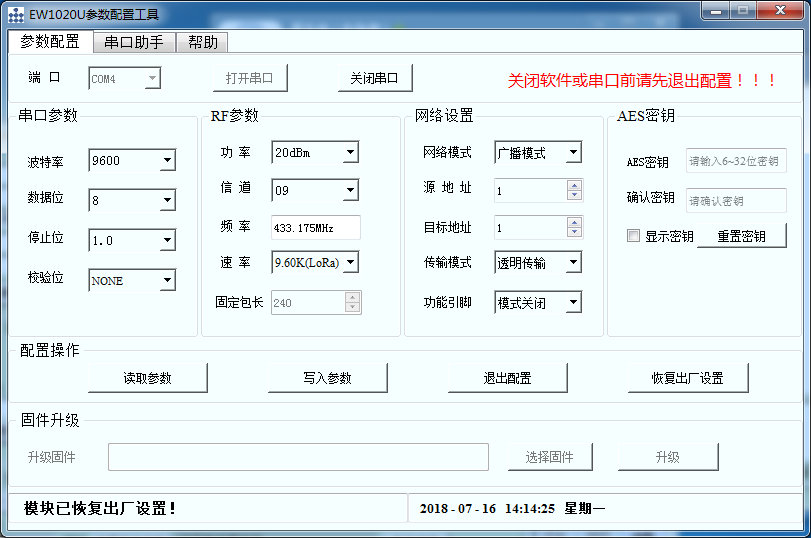 EW1020U参数配置工具
参数配置 串口助手 帮助
端 口 COM4 打开串口 关闭串口 关闭软件或串口前请先退出配置！！！
串口参数 RF参数 网络设置 AES密钥
波特率 9600 功 率 20dBm 网络模式 广播模式 AES密钥 请输入6~32位密钥
数据位 8 信 道 09 源 地 址 1 确认密钥 请确认密钥
停止位 1.0 频 率 433.175MHz 目标地址 1 显示密钥 重置密钥
校验位 NONE 速 率 9.60K(LoRa) 传输模式 透明传输
固定包长 240 功能引脚 模式关闭
配置操作
读取参数 写入参数 退出配置 恢复出厂设置
固件升级
升级固件 选择固件 升级
模块已恢复出厂设置！ 2018-07-16 14:14:25 星期一